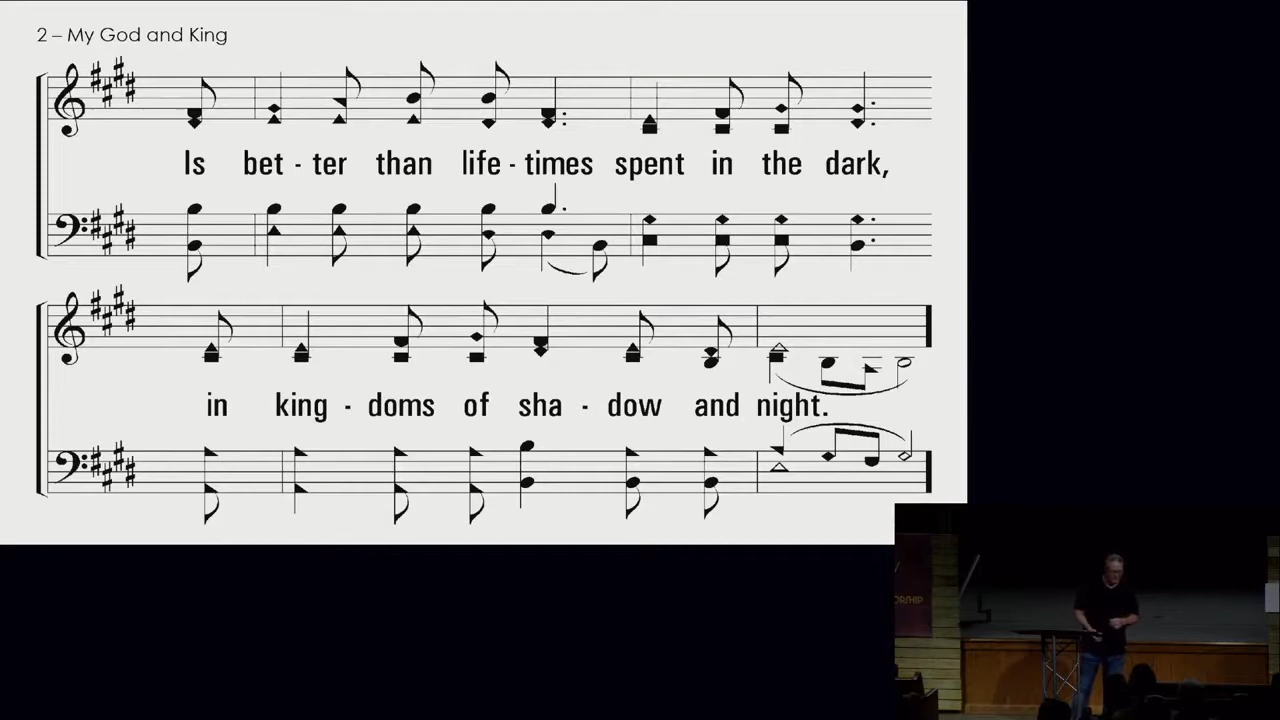 2 – My God and King
Is bet - ter than life - times spent in the dark,
in king - doms of sha - dow and night.
ORSHIP